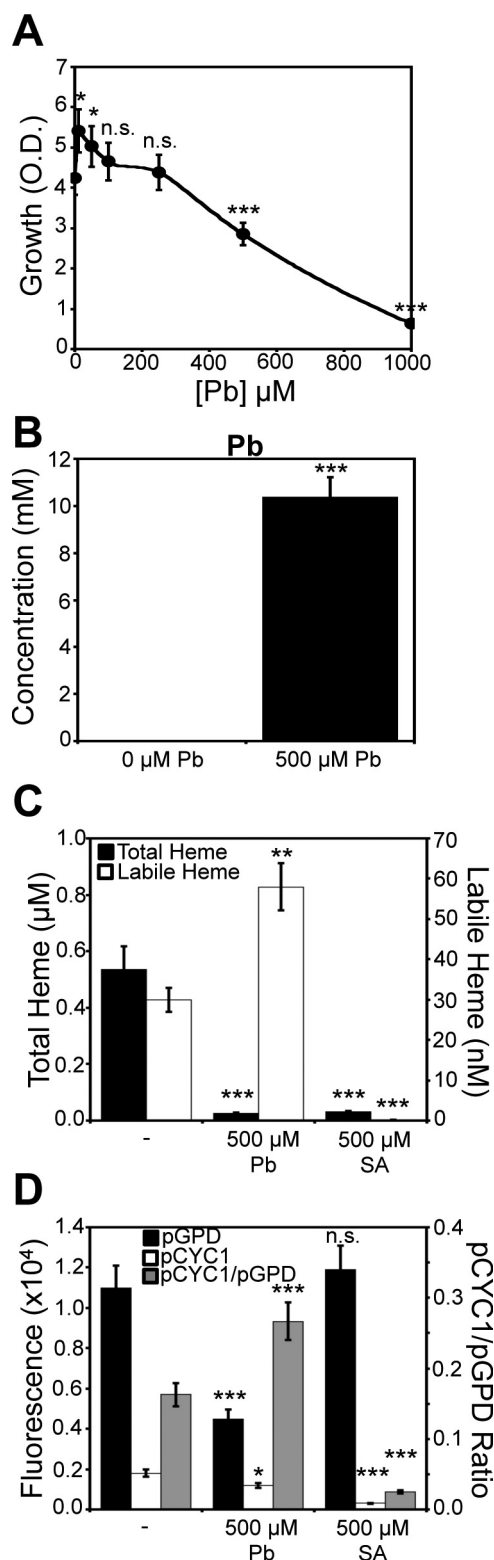 A
Growth (O.D.)
7
6
5
4
3
2
1
0
* * n.s. n.s. *** ***
0 200 400 600 800 1000
[Pb] µM
B
Pb
Concentration (mM)
12
10
8
6
4
2
0
***
0 µM Pb 500 µM Pb
C
Total Heme (µM)
1.0
0.8
0.6
0.4
0.2
0.0
Total Heme
Labile Heme
**
*** *** ***
70
60
50
40
30
20
10
0
Labile Heme (nM)
- 500 µM Pb 500 µM SA
D
Fluorescence (x10⁴)
1.4
1.2
1.0
0.8
0.6
0.4
0.2
0.0
pGPD
pCYC1
pCYC1/pGPD
n.s.
***
***
* *** ***
0.4
0.3
0.2
0.1
0.0
pCYC1/pGPD Ratio
- 500 µM Pb 500 µM SA